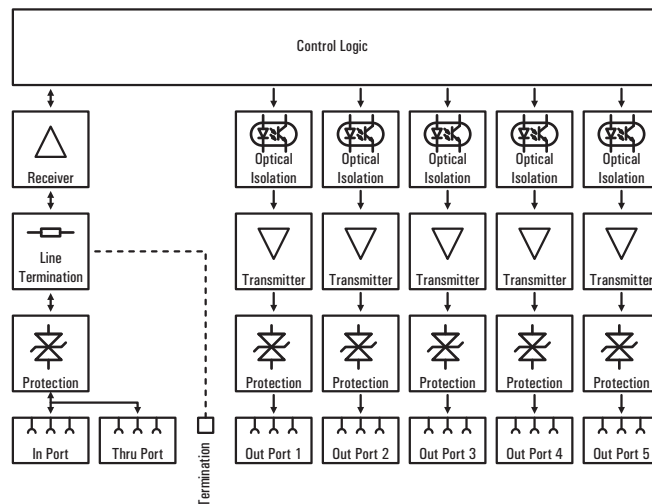 Control Logic
Receiver
Optical
Isolation
Optical
Isolation
Optical
Isolation
Optical
Isolation
Optical
Isolation
Line
Termination
Transmitter
Transmitter
Transmitter
Transmitter
Transmitter
Protection
Protection
Protection
Protection
Protection
Protection
In Port
Thru Port
Termination
Out Port 1
Out Port 2
Out Port 3
Out Port 4
Out Port 5